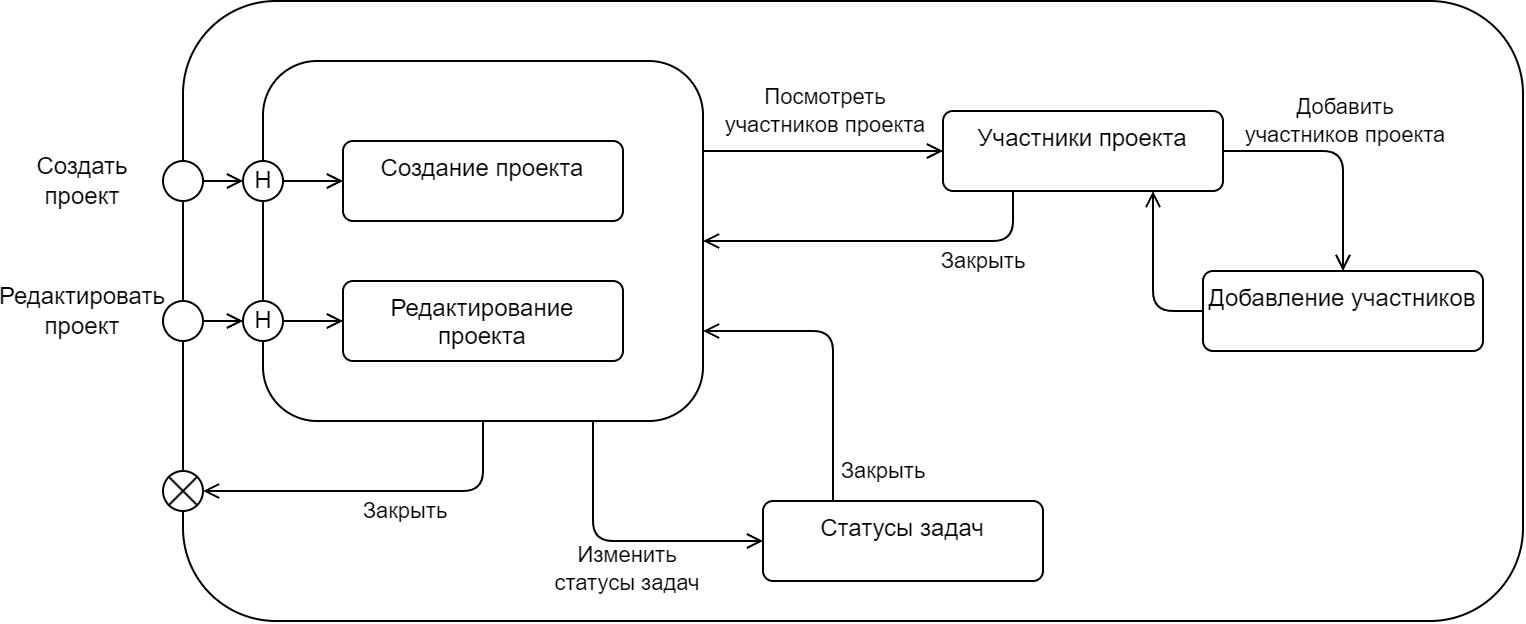 Создать
проект
H
Создание проекта
Посмотреть
участников проекта
Участники проекта
Добавить
участников проекта
Закрыть
Добавление участников
Редактировать
проект
H
Редактирование
проекта
Закрыть
Изменить
статусы задач
Закрыть
Статусы задач